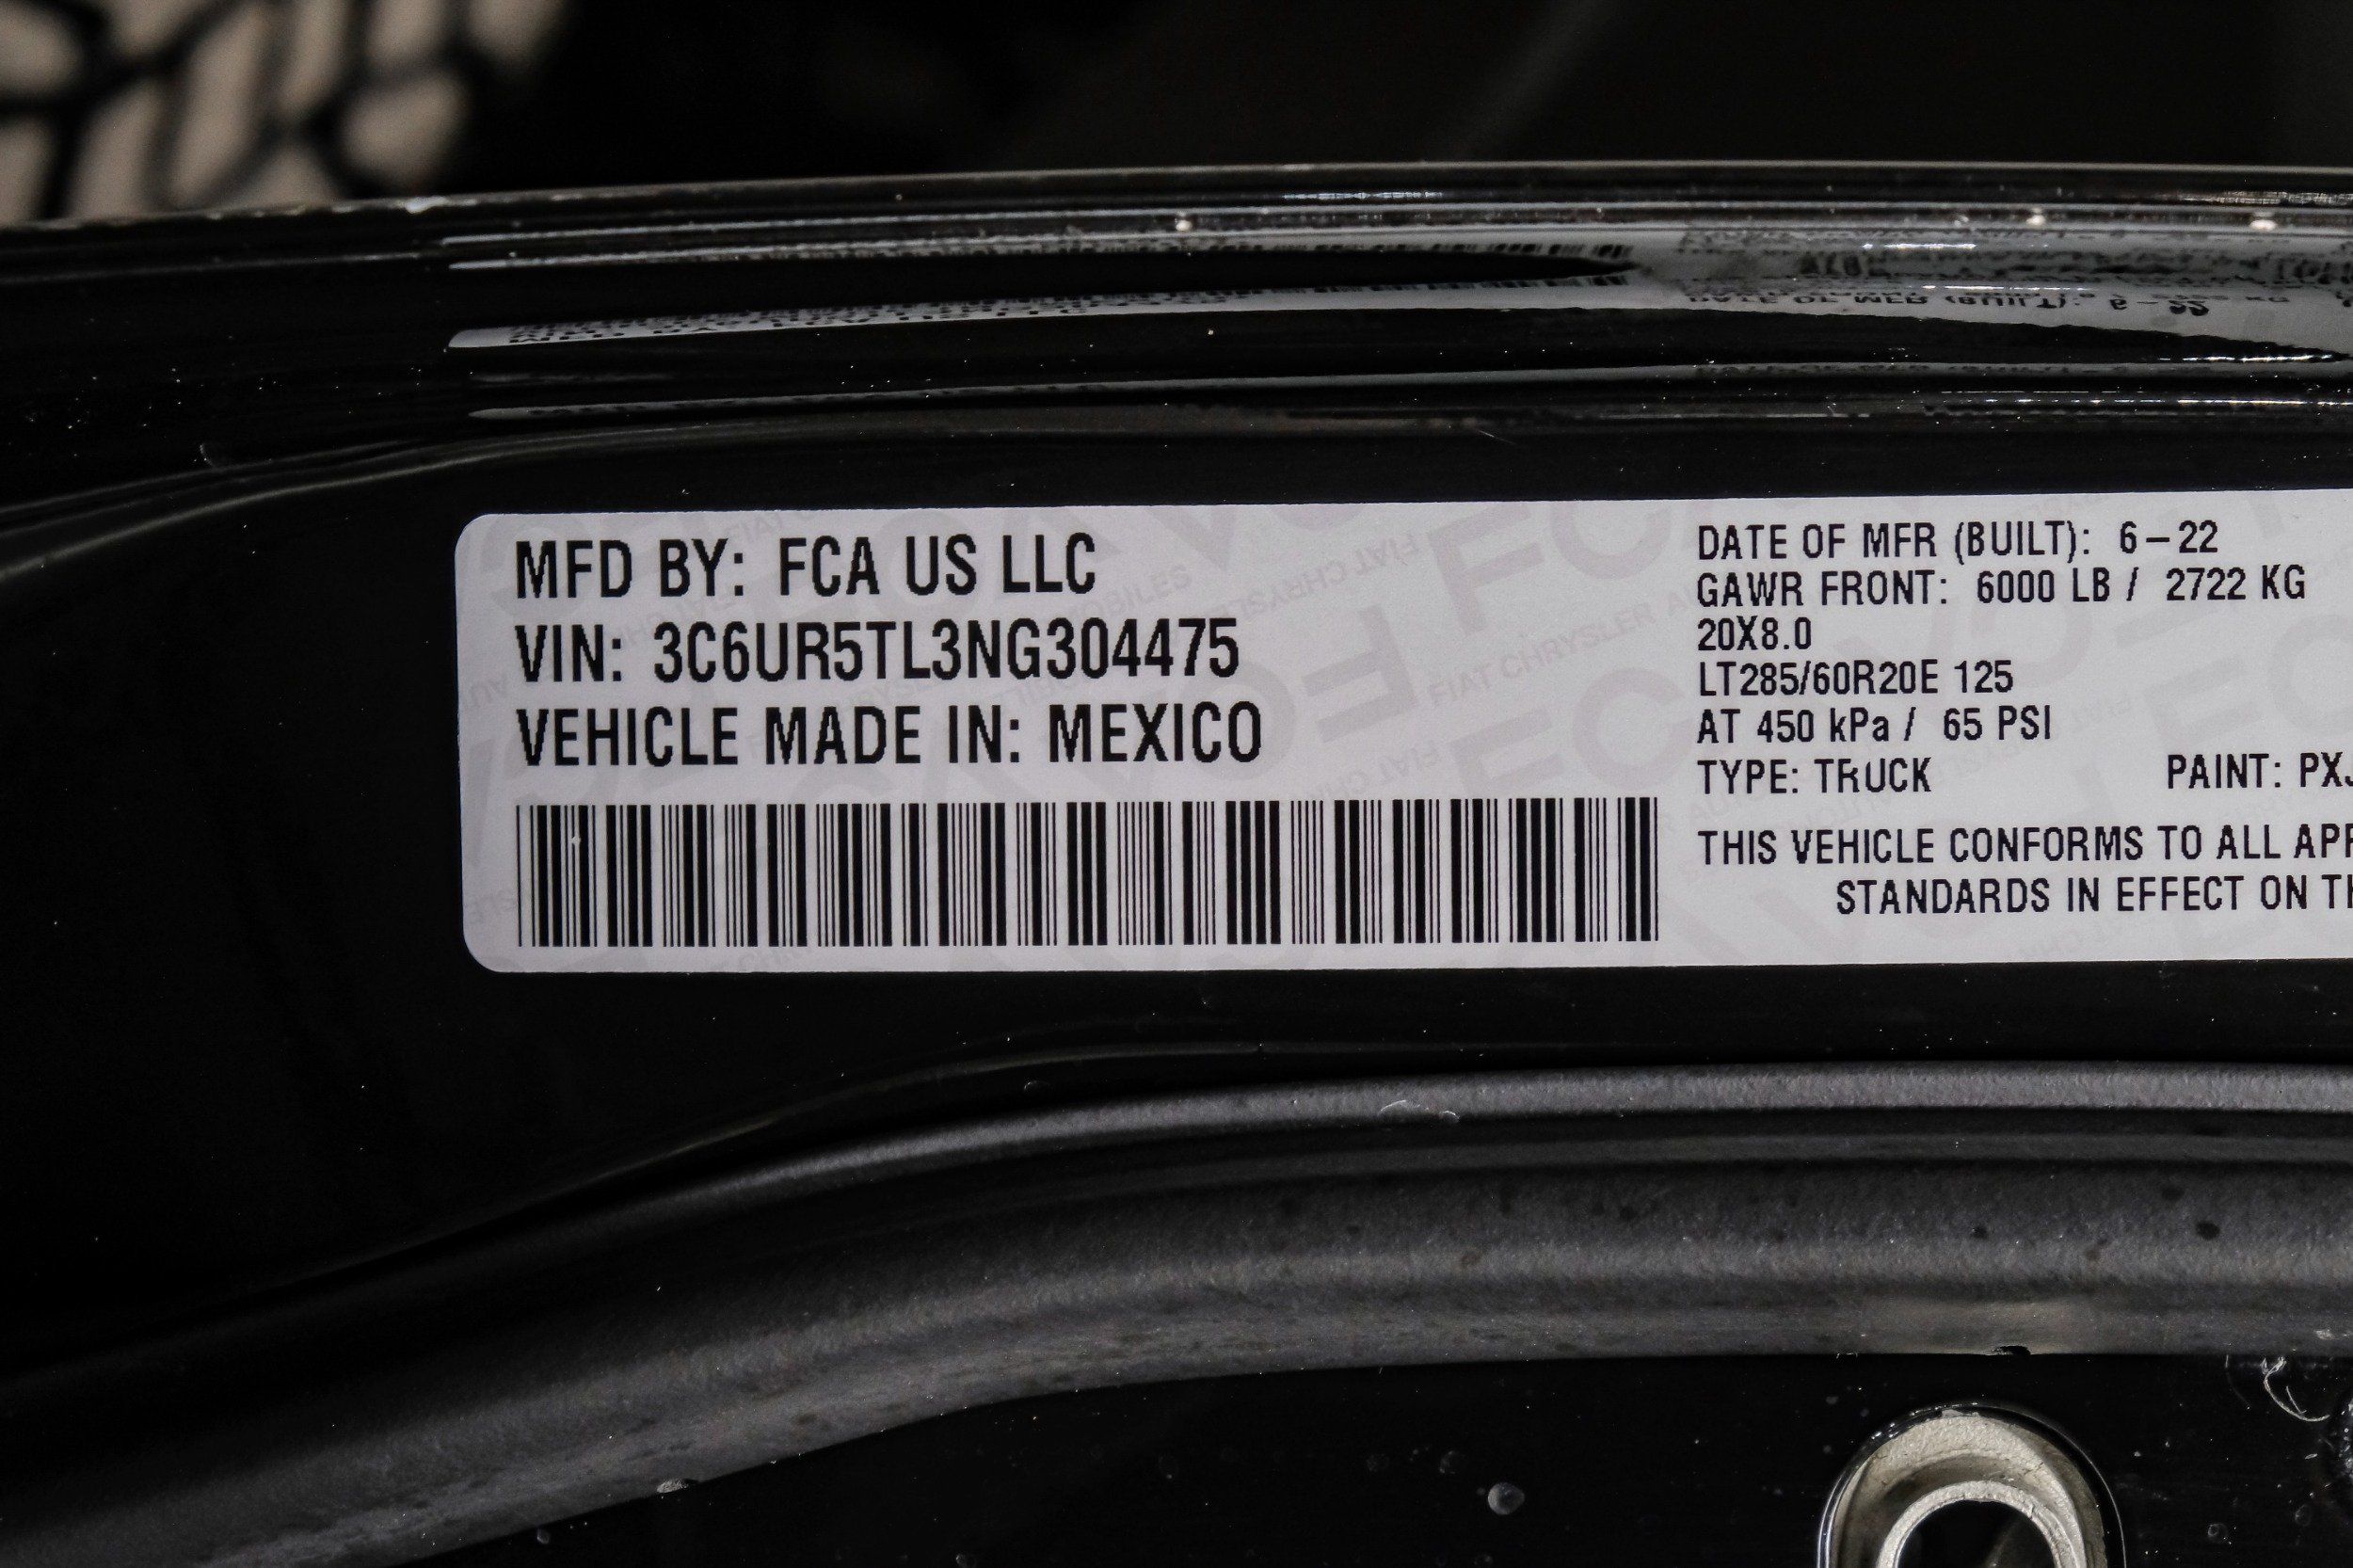 MFD BY: FCA US LLC
VIN: 3C6UR5TL3NG304475
VEHICLE MADE IN: MEXICO
DATE OF MFR (BUILT): 6-22
GAWR FRONT: 6000 LB / 2722 KG
20X8.0
LT285/60R20E 125
AT 450 kPa / 65 PSI
TYPE: TRUCK PAINT: PXJ
THIS VEHICLE CONFORMS TO ALL APP
STANDARDS IN EFFECT ON TH